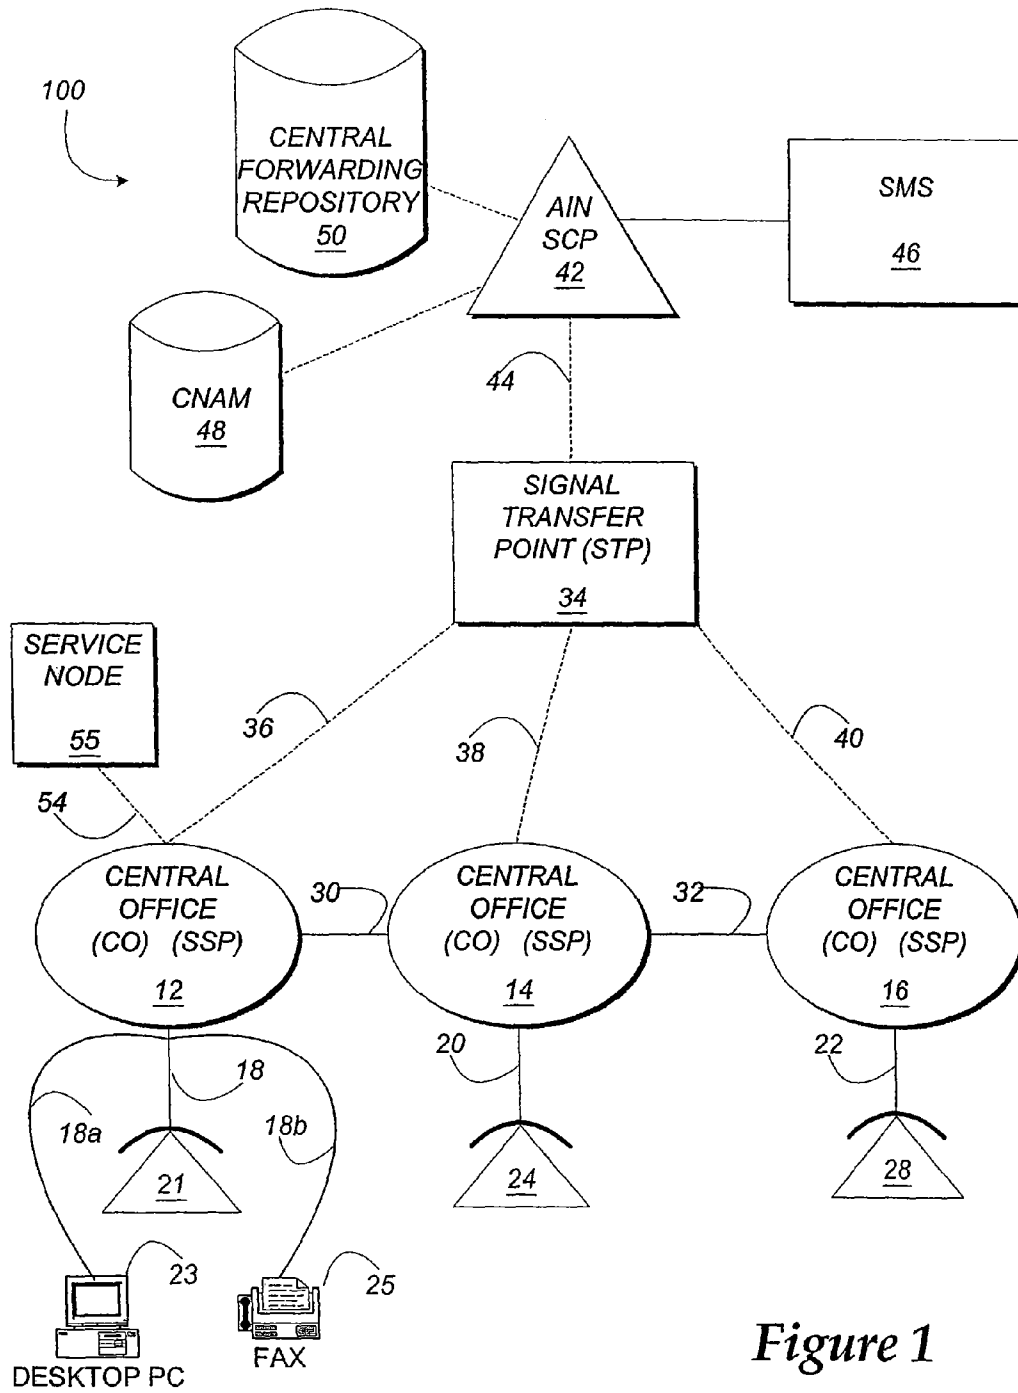 100
CENTRAL
FORWARDING
REPOSITORY
50
AIN
SCP
42
SMS
46
CNAM
48
44
SIGNAL
TRANSFER
POINT (STP)
34
SERVICE
NODE
55
36
38
40
54
CENTRAL
OFFICE
(CO) (SSP)
12
30
CENTRAL
OFFICE
(CO) (SSP)
14
32
CENTRAL
OFFICE
(CO) (SSP)
16
18
20
22
18a
18b
21
24
28
23
25
DESKTOP PC
FAX
Figure 1